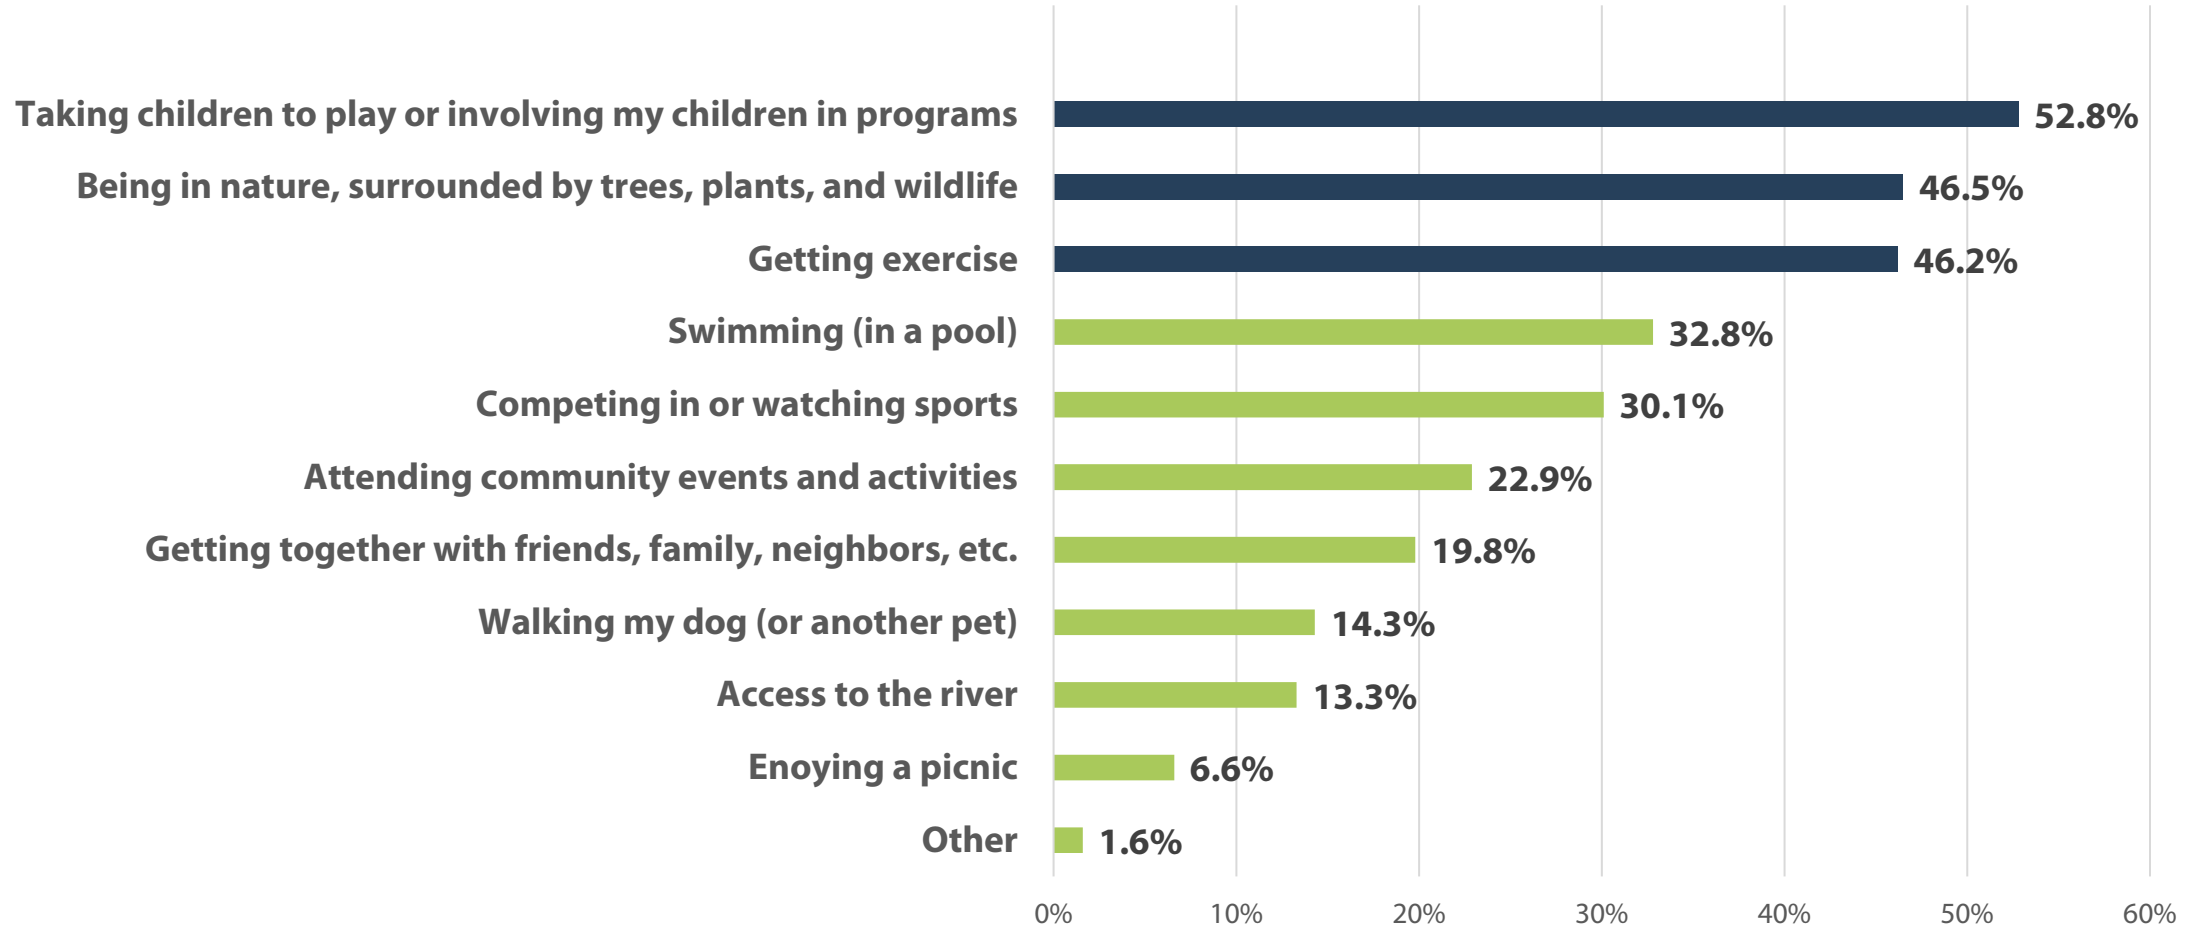 Taking children to play or involving my children in programs 52.8%
Being in nature, surrounded by trees, plants, and wildlife 46.5%
Getting exercise 46.2%
Swimming (in a pool) 32.8%
Competing in or watching sports 30.1%
Attending community events and activities 22.9%
Getting together with friends, family, neighbors, etc. 19.8%
Walking my dog (or another pet) 14.3%
Access to the river 13.3%
Enoying a picnic 6.6%
Other 1.6%
0% 10% 20% 30% 40% 50% 60%